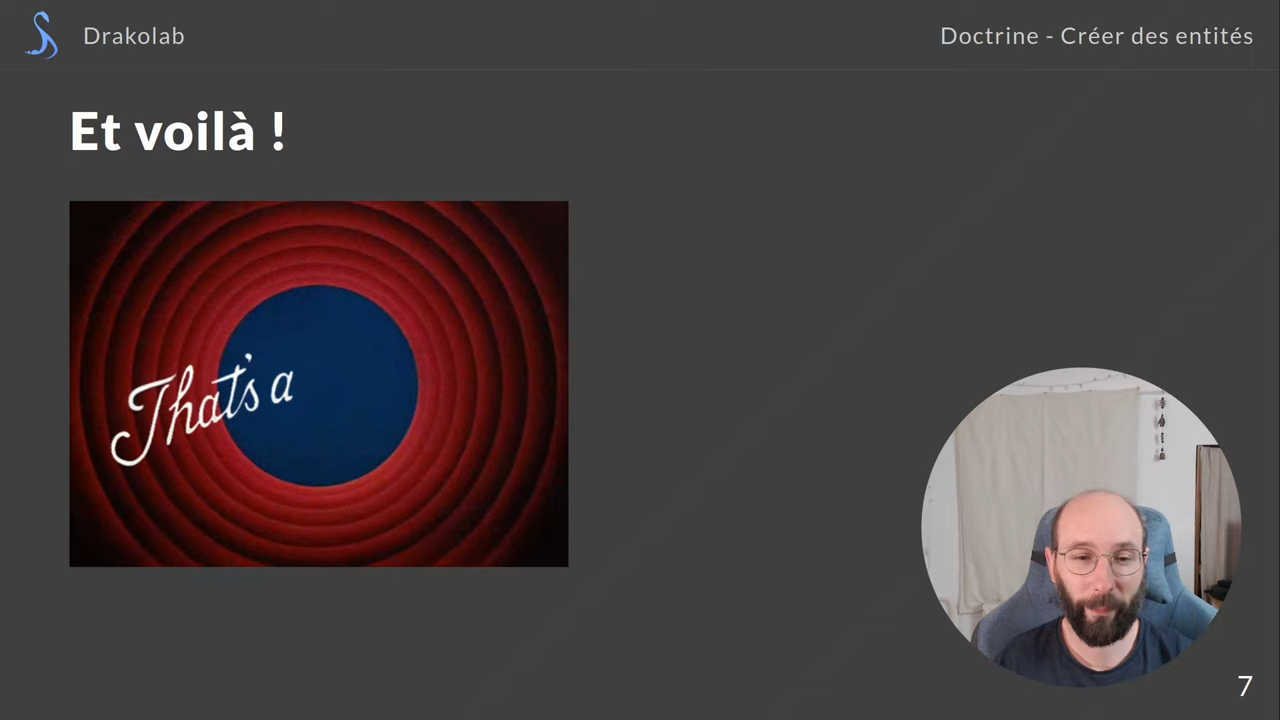 Drakolab
Doctrine - Créer des entités
Et voilà !
That's a
7